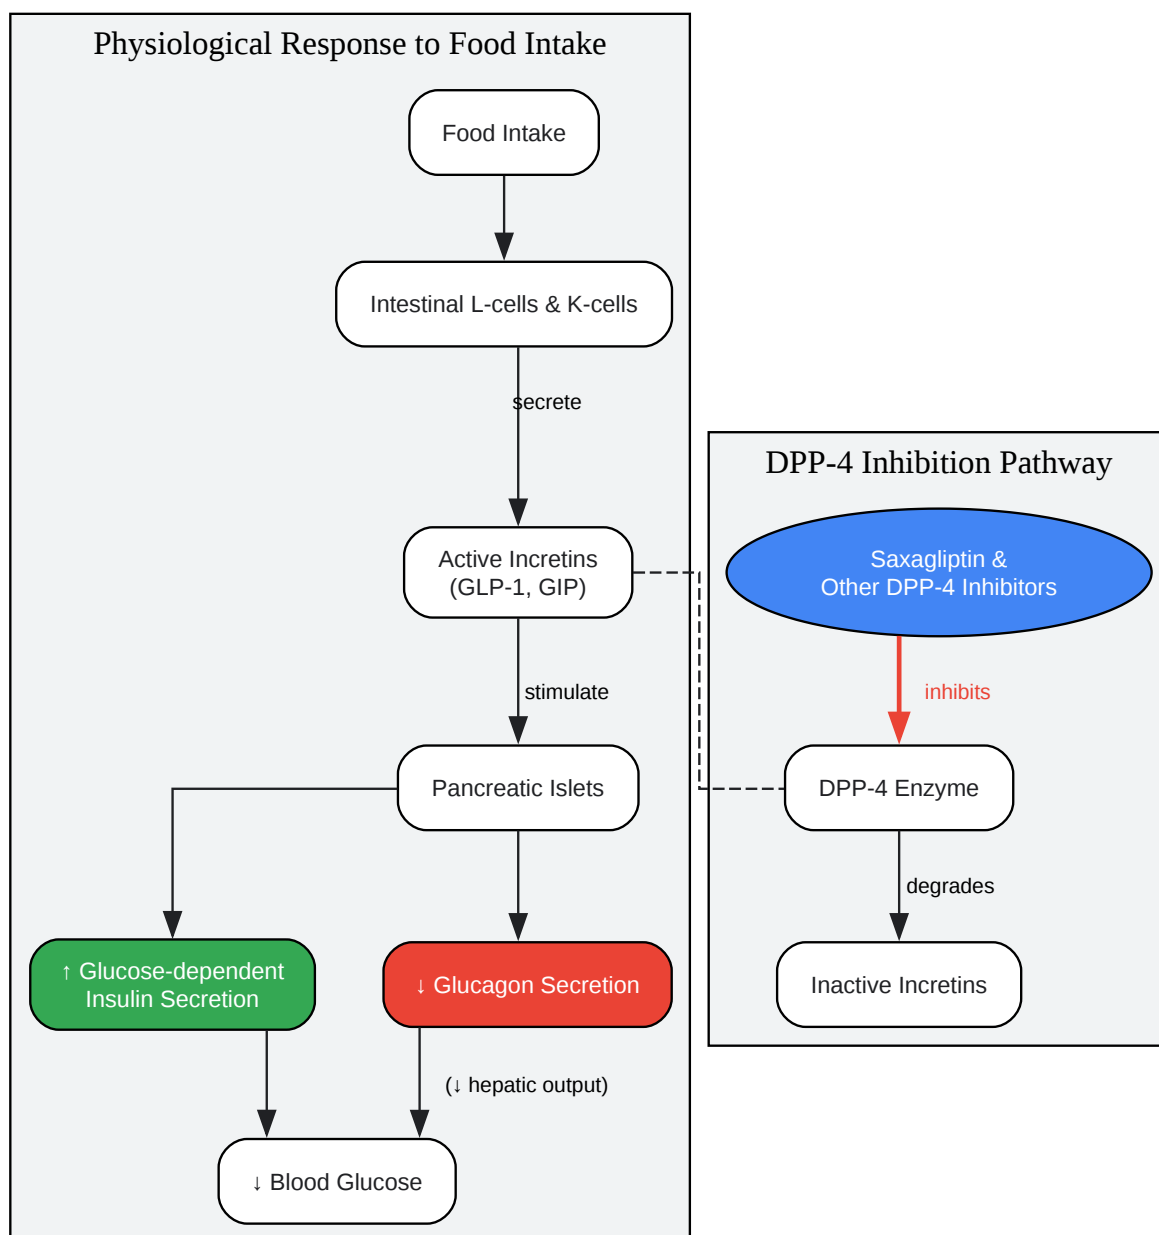 Physiological Response to Food Intake
Food Intake
Intestinal L-cells & K-cells
secrete
Active Incretins
(GLP-1, GIP)
stimulate
Pancreatic Islets
↑ Glucose-dependent
Insulin Secretion
↓ Glucagon Secretion
(↓ hepatic output)
↓ Blood Glucose
DPP-4 Inhibition Pathway
Saxagliptin &
Other DPP-4 Inhibitors
inhibits
DPP-4 Enzyme
degrades
Inactive Incretins